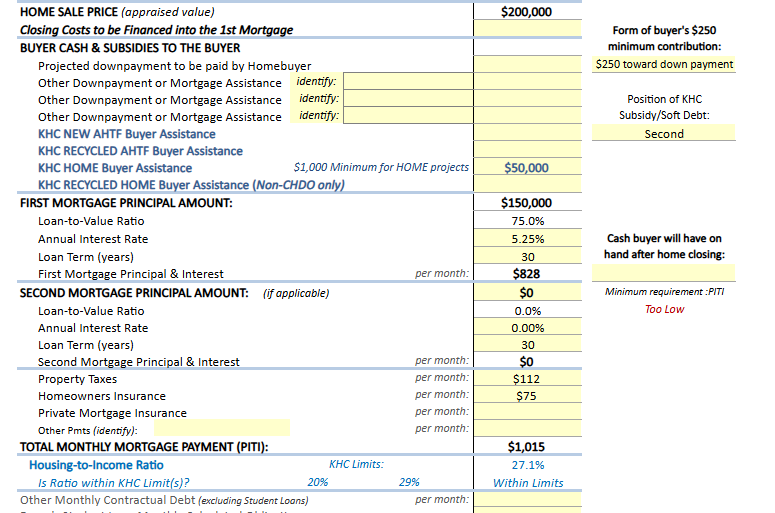 HOME SALE PRICE (appraised value) $200,000
Closing Costs to be Financed into the 1st Mortgage
BUYER CASH & SUBSIDIES TO THE BUYER
Projected downpayment to be paid by Homebuyer
Other Downpayment or Mortgage Assistance identify:
Other Downpayment or Mortgage Assistance identify:
Other Downpayment or Mortgage Assistance identify:
KHC NEW AHTF Buyer Assistance
KHC RECYCLED AHTF Buyer Assistance
KHC HOME Buyer Assistance $1,000 Minimum for HOME projects $50,000
KHC RECYCLED HOME Buyer Assistance (Non-CHDO only)
FIRST MORTGAGE PRINCIPAL AMOUNT: $150,000
Loan-to-Value Ratio 75.0%
Annual Interest Rate 5.25%
Loan Term (years) 30
First Mortgage Principal & Interest per month: $828
SECOND MORTGAGE PRINCIPAL AMOUNT: (if applicable) $0
Loan-to-Value Ratio 0.0%
Annual Interest Rate 0.00%
Loan Term (years) 30
Second Mortgage Principal & Interest per month: $0
Property Taxes per month: $112
Homeowners Insurance per month: $75
Private Mortgage Insurance per month:
Other Pmts (identify): per month:
TOTAL MONTHLY MORTGAGE PAYMENT (PITI): $1,015
Housing-to-Income Ratio KHC Limits: 27.1%
Is Ratio within KHC Limit(s)? 20% 29% Within Limits
Other Monthly Contractual Debt (excluding Student Loans) per month:
Form of buyer's $250
minimum contribution:
$250 toward down payment
Position of KHC
Subsidy/Soft Debt:
Second
Cash buyer will have on
hand after home closing:
Minimum requirement :PITI
Too Low